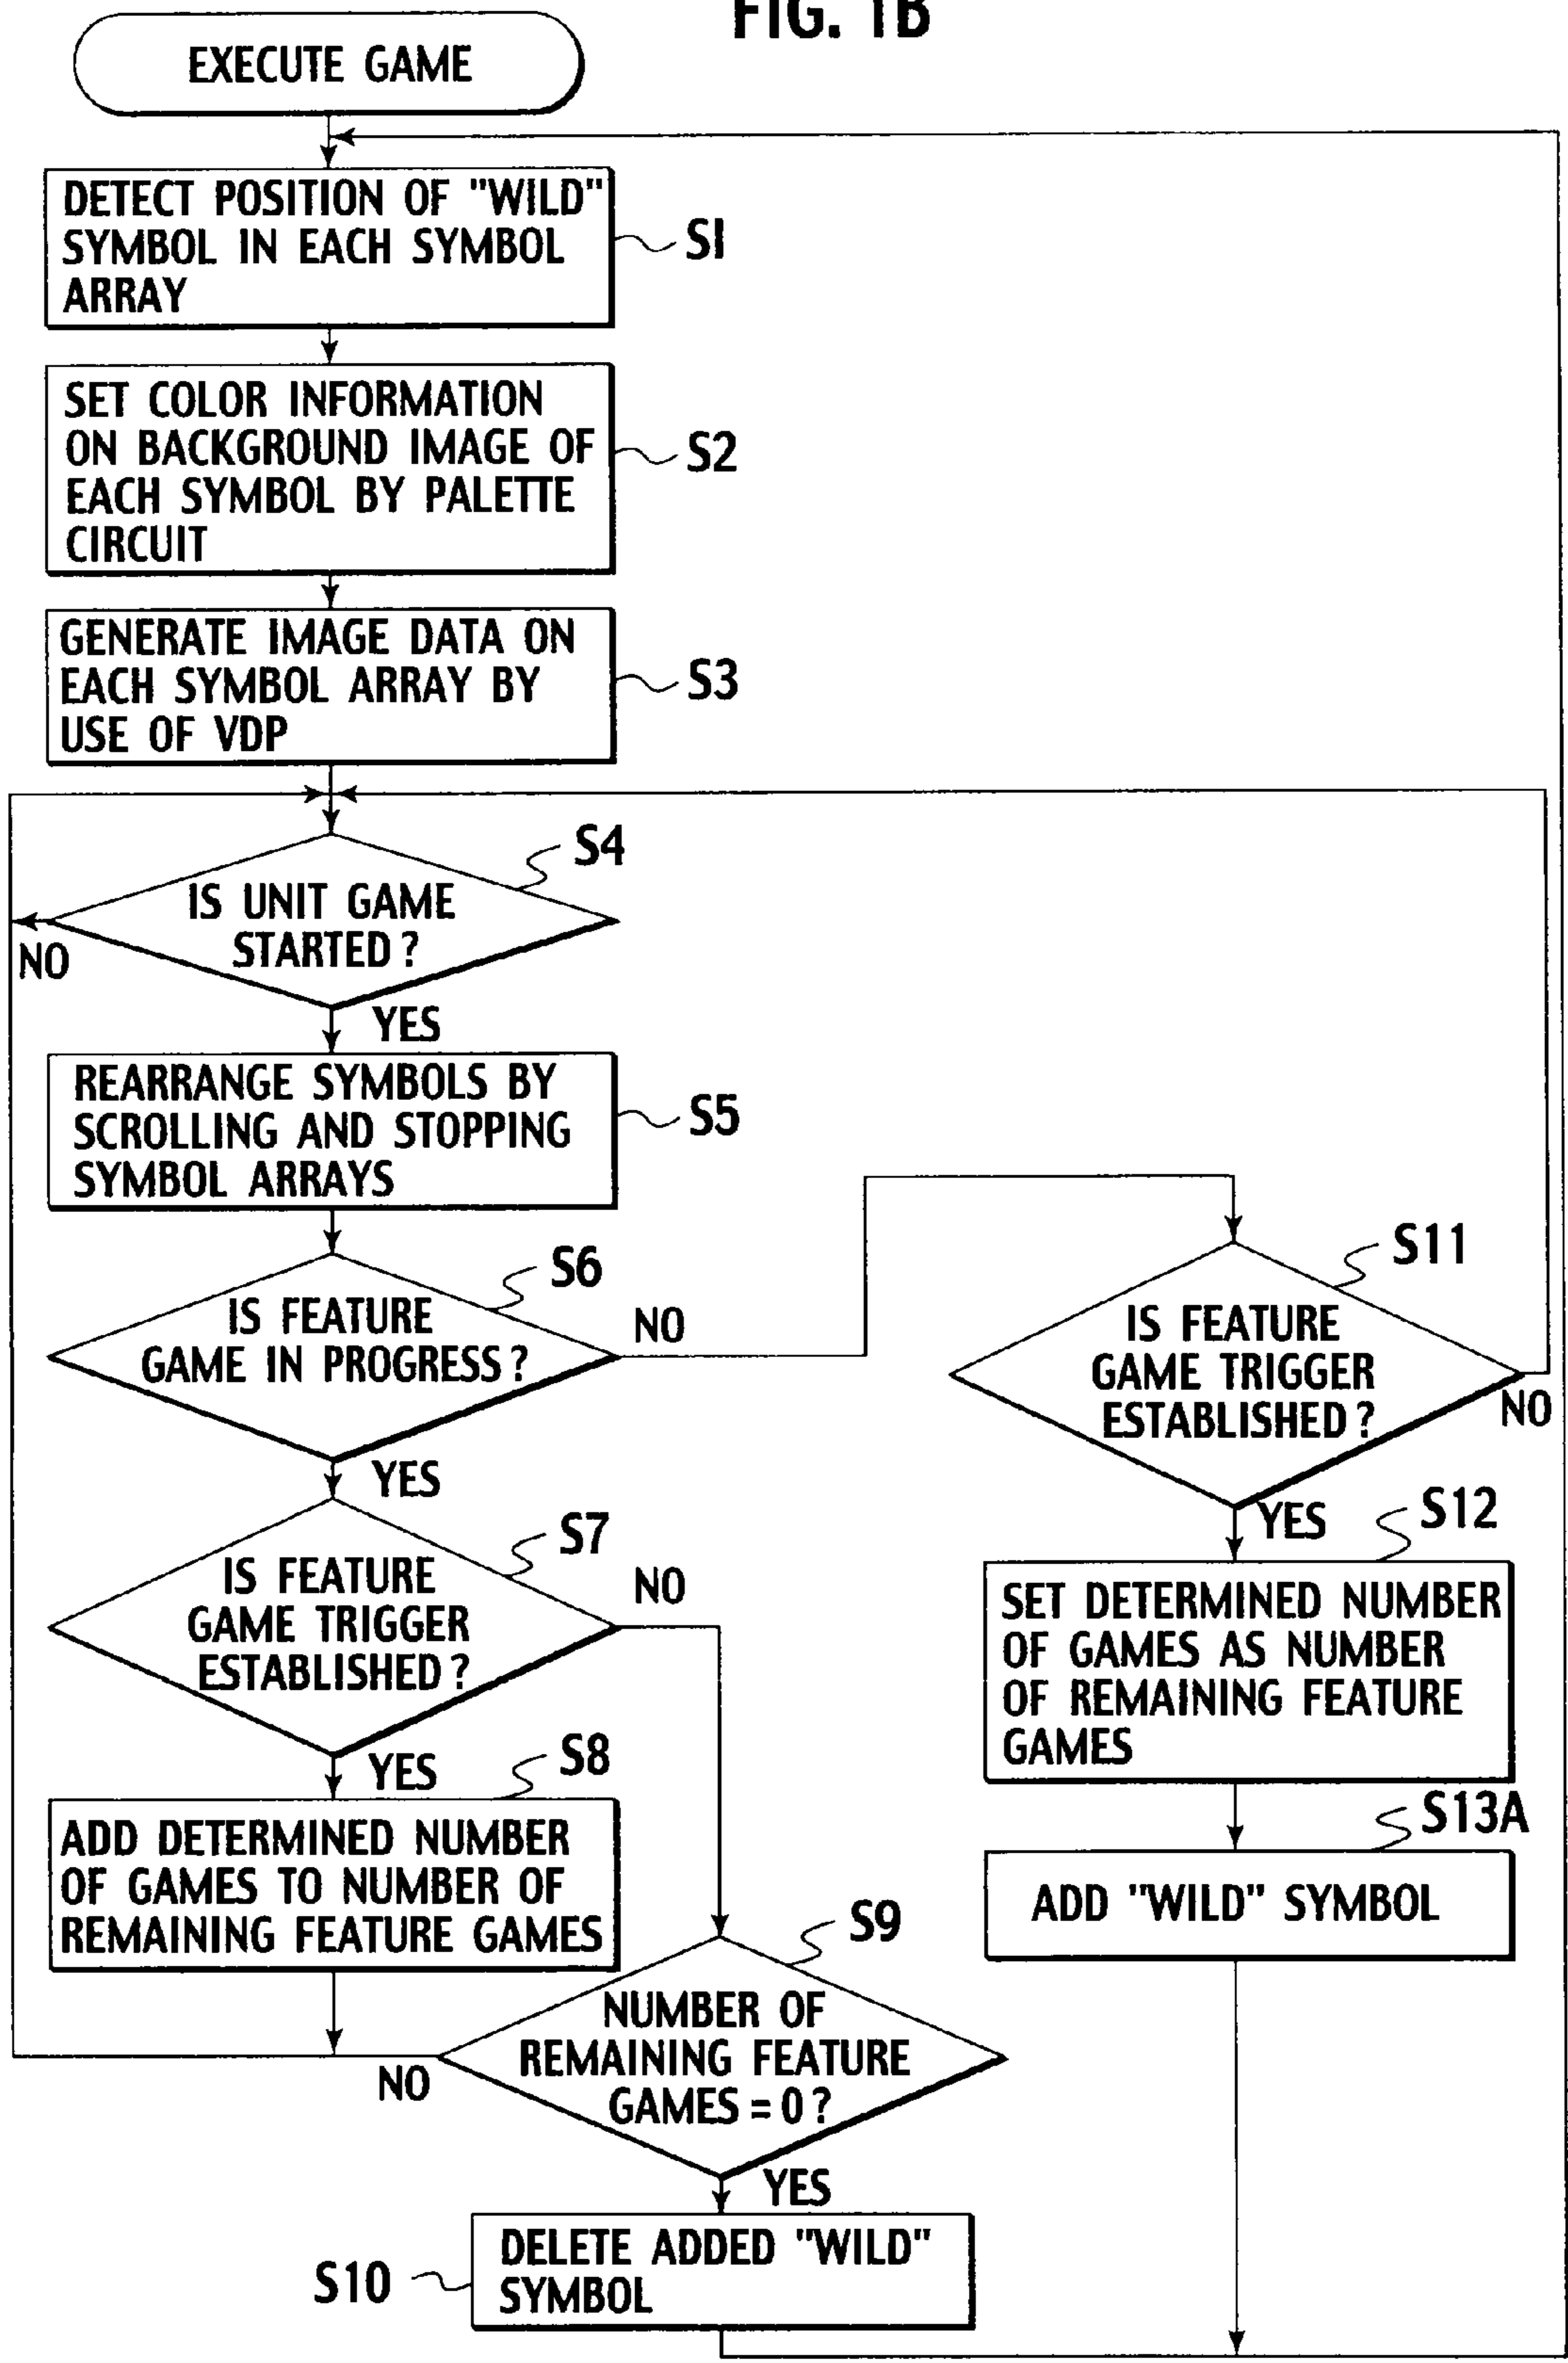 FIG. 1B
EXECUTE GAME
DETECT POSITION OF "WILD"
SYMBOL IN EACH SYMBOL
ARRAY
S1
SET COLOR INFORMATION
ON BACKGROUND IMAGE OF
EACH SYMBOL BY PALETTE
CIRCUIT
S2
GENERATE IMAGE DATA ON
EACH SYMBOL ARRAY BY
USE OF VDP
S3
S4
IS UNIT GAME
STARTED?
NO
YES
REARRANGE SYMBOLS BY
SCROLLING AND STOPPING
SYMBOL ARRAYS
S5
S6
IS FEATURE
GAME IN PROGRESS?
NO
YES
S7
IS FEATURE
GAME TRIGGER
ESTABLISHED?
NO
YES
S8
ADD DETERMINED NUMBER
OF GAMES TO NUMBER OF
REMAINING FEATURE GAMES
S9
NUMBER OF
REMAINING FEATURE
GAMES = 0?
NO
YES
S10
DELETE ADDED "WILD"
SYMBOL
S11
IS FEATURE
GAME TRIGGER
ESTABLISHED?
NO
YES
S12
SET DETERMINED NUMBER
OF GAMES AS NUMBER
OF REMAINING FEATURE
GAMES
S13A
ADD "WILD" SYMBOL